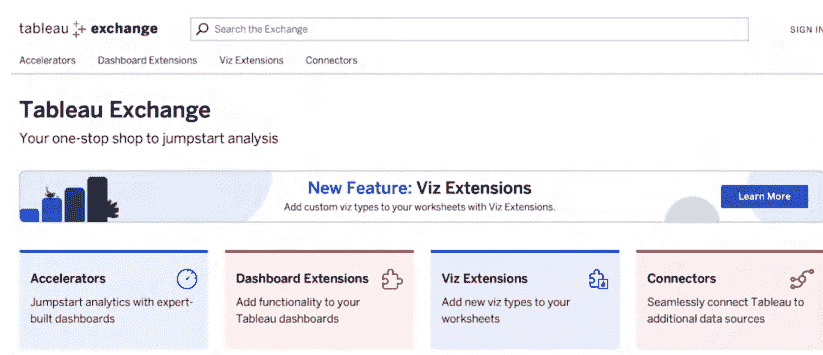 tableau exchange
Search the Exchange
SIGN IN
Accelerators Dashboard Extensions Viz Extensions Connectors
Tableau Exchange
Your one-stop shop to jumpstart analysis
New Feature: Viz Extensions
Add custom viz types to your worksheets with Viz Extensions.
Learn More
Accelerators
Jumpstart analytics with expert-
built dashboards
Dashboard Extensions
Add functionality to your
Tableau dashboards
Viz Extensions
Add new viz types to your
worksheets
Connectors
Seamlessly connect Tableau to
additional data sources